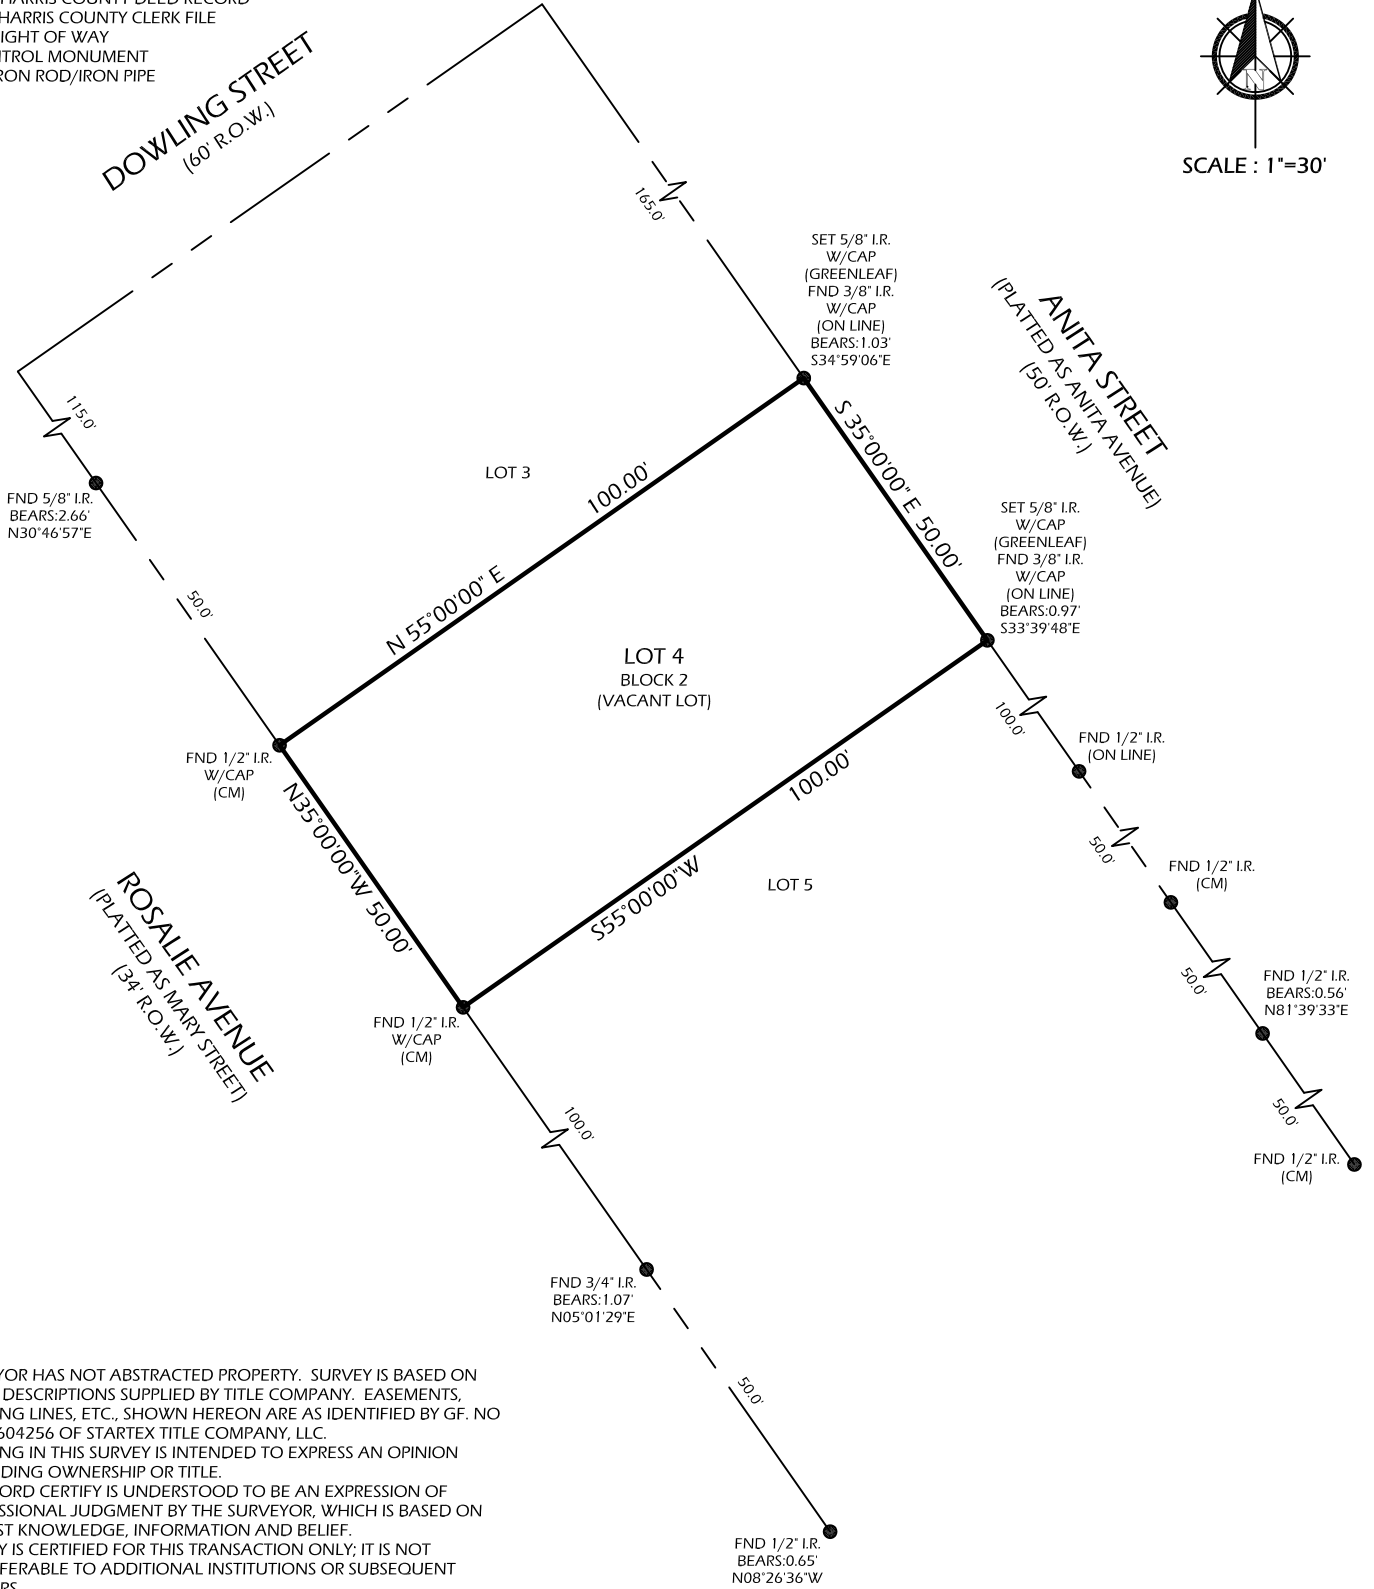 HARRIS COUNTY DEED RECORD
HARRIS COUNTY CLERK FILE
IGHT OF WAY
TROL MONUMENT
RON ROD/IRON PIPE
DOWLING STREET
(60' R.O.W.)
N
SCALE : 1"=30'
165.0'
SET 5/8" I.R.
W/CAP
(GREENLEAF)
FND 3/8" I.R.
W/CAP
(ON LINE)
BEARS:1.03'
S34°59'06"E
ANITA STREET
(PLATTED AS ANITA AVENUE)
(50' R.O.W.)
115.0'
FND 5/8" I.R.
BEARS:2.66'
N30°46'57"E
LOT 3
N 55°00'00" E 100.00'
S 35°00'00" E 50.00'
SET 5/8" I.R.
W/CAP
(GREENLEAF)
FND 3/8" I.R.
W/CAP
(ON LINE)
BEARS:0.97'
S33°39'48"E
50.0'
LOT 4
BLOCK 2
(VACANT LOT)
FND 1/2" I.R.
W/CAP
(CM)
N35°00'00"W 50.00'
S55°00'00"W 100.00'
100.0'
FND 1/2" I.R.
(ON LINE)
50.0'
FND 1/2" I.R.
(CM)
LOT 5
ROSALIE AVENUE
(PLATTED AS MARY STREET)
(34' R.O.W.)
50.0'
FND 1/2" I.R.
BEARS:0.56'
N81°39'33"E
FND 1/2" I.R.
W/CAP
(CM)
50.0'
100.0'
FND 1/2" I.R.
(CM)
FND 3/4" I.R.
BEARS:1.07'
N05°01'29"E
50.0'
FND 1/2" I.R.
BEARS:0.65'
N08°26'36"W
YOR HAS NOT ABSTRACTED PROPERTY. SURVEY IS BASED ON
DESCRIPTIONS SUPPLIED BY TITLE COMPANY. EASEMENTS,
NG LINES, ETC., SHOWN HEREON ARE AS IDENTIFIED BY GF. NO
604256 OF STARTEX TITLE COMPANY, LLC.
NG IN THIS SURVEY IS INTENDED TO EXPRESS AN OPINION
DING OWNERSHIP OR TITLE.
ORD CERTIFY IS UNDERSTOOD TO BE AN EXPRESSION OF
SSIONAL JUDGMENT BY THE SURVEYOR, WHICH IS BASED ON
ST KNOWLEDGE, INFORMATION AND BELIEF.
Y IS CERTIFIED FOR THIS TRANSACTION ONLY; IT IS NOT
FERABLE TO ADDITIONAL INSTITUTIONS OR SUBSEQUENT